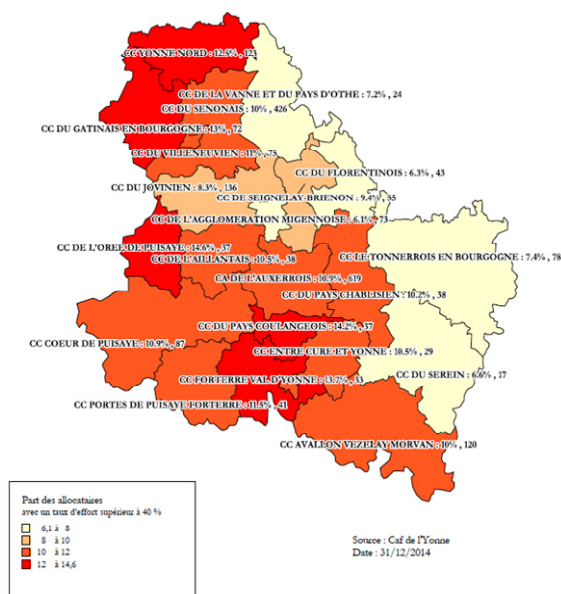 CC YONNE NORD : 12.5% , 123
CC DE LA VANNE ET DU PAYS D'OTHE : 7.2% , 24
CC DU SENONAIS : 10% , 426
CC DU GATINAIS EN BOURGOGNE : 13% , 72
CC DU VILLENEUVIEN : 11% , 75
CC DU FLORENTINOIS : 6.3% , 43
CC DU JOVINIEN : 8.3% , 136
CC DE SEIGNELAY-BRIENON : 9.4% , 55
CC DE L'AGGLOMERATION MIGENNOISE : 6.1% , 73
CC DE L'OREE DE PUISAYE : 14.6% , 37
CC LE TONNERROIS EN BOURGOGNE : 7.4% , 78
CC DE L'AILLANTAIS : 10.5% , 38
CA DE L'AUXERROIS : 10.9% , 619
CC DU PAYS CHABLISIEN : 10.2% , 38
CC DU PAYS COULANGEOIS : 14.2% , 37
CC COEUR DE PUISAYE : 10.9% , 87
CC ENTRE CURE ET YONNE : 10.5% , 29
CC DU SEREIN : 6.6% , 17
CC FORTERRE VAL D'YONNE : 13.7% , 33
CC PORTES DE PUISAYE FORTERRE : 11.5% , 41
CC AVALLON VEZELAY MORVAN : 10% , 120
Part des allocataires
avec un taux d'effort supérieur à 40 %
6,1 à 8
8 à 10
10 à 12
12 à 14,6
Source : Caf de l'Yonne
Date : 31/12/2014